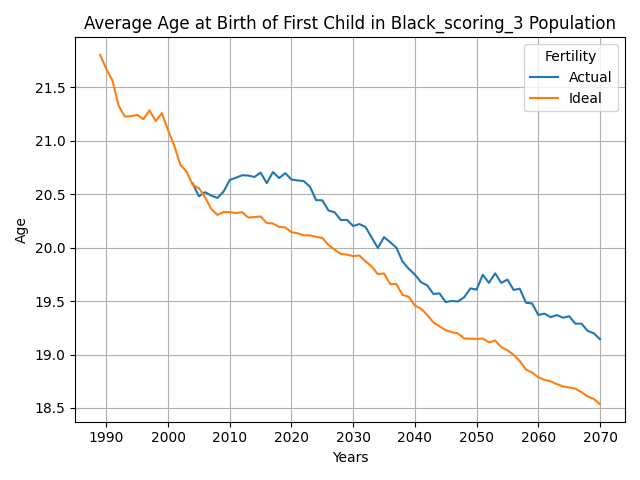 Average Age at Birth of First Child in Black_scoring_3 Population
Fertility
Actual
Ideal
Age
21.5
21.0
20.5
20.0
19.5
19.0
18.5
1990 2000 2010 2020 2030 2040 2050 2060 2070
Years